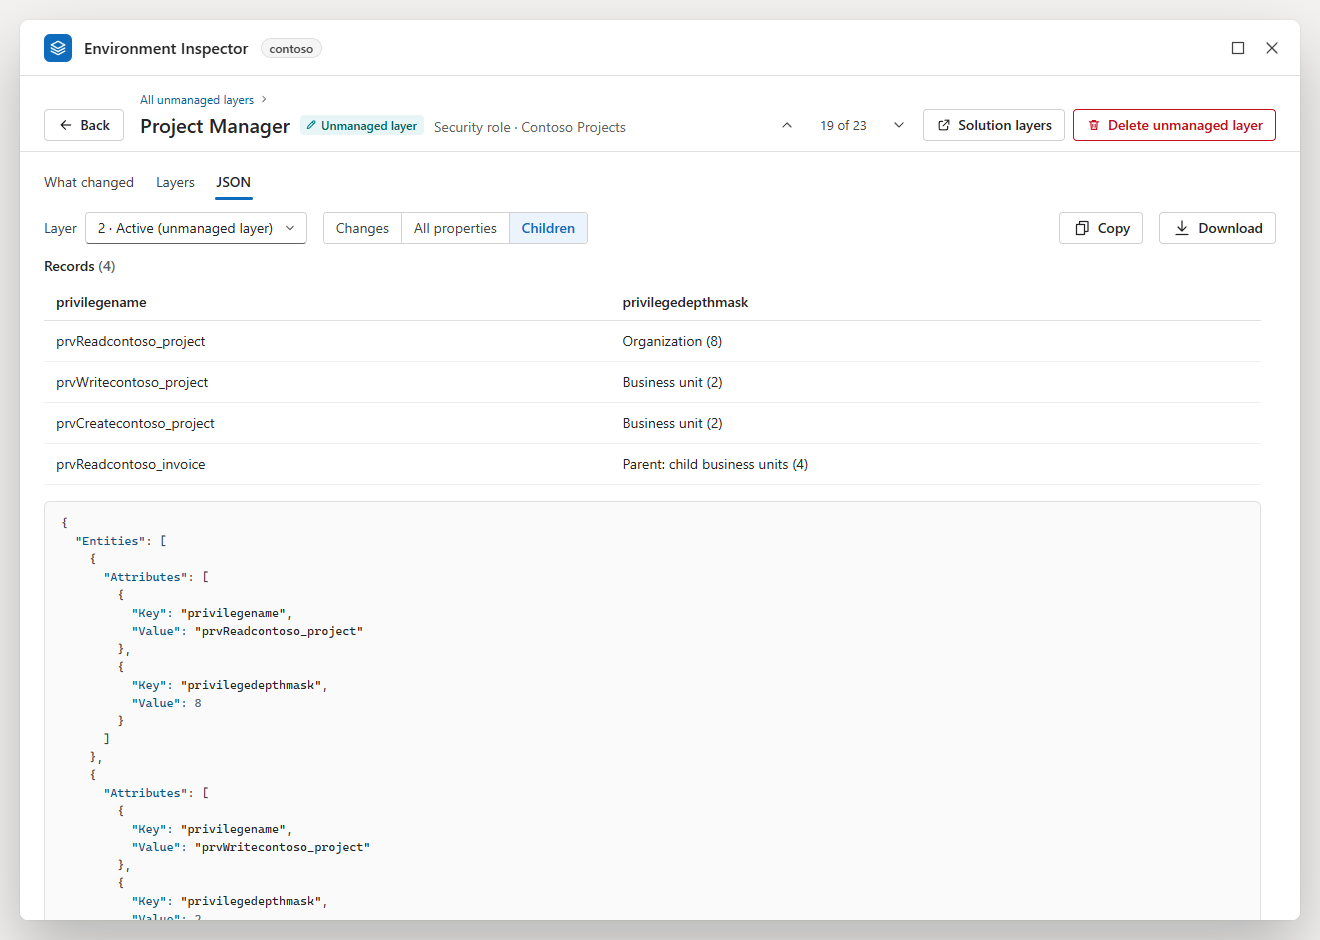 Environment Inspector contoso
All unmanaged layers
Back
Project Manager Unmanaged layer Security role · Contoso Projects
19 of 23
Solution layers
Delete unmanaged layer
What changed Layers JSON
Layer 2 · Active (unmanaged layer) Changes All properties Children Copy Download
Records (4)
privilegename privilegedepthmask
prvReadcontoso_project Organization (8)
prvWritecontoso_project Business unit (2)
prvCreatecontoso_project Business unit (2)
prvReadcontoso_invoice Parent: child business units (4)
{
"Entities": [
{
"Attributes": [
{
"Key": "privilegename",
"Value": "prvReadcontoso_project"
},
{
"Key": "privilegedepthmask",
"Value": 8
}
]
},
{
"Attributes": [
{
"Key": "privilegename",
"Value": "prvWritecontoso_project"
},
{
"Key": "privilegedepthmask",
"Value": 2